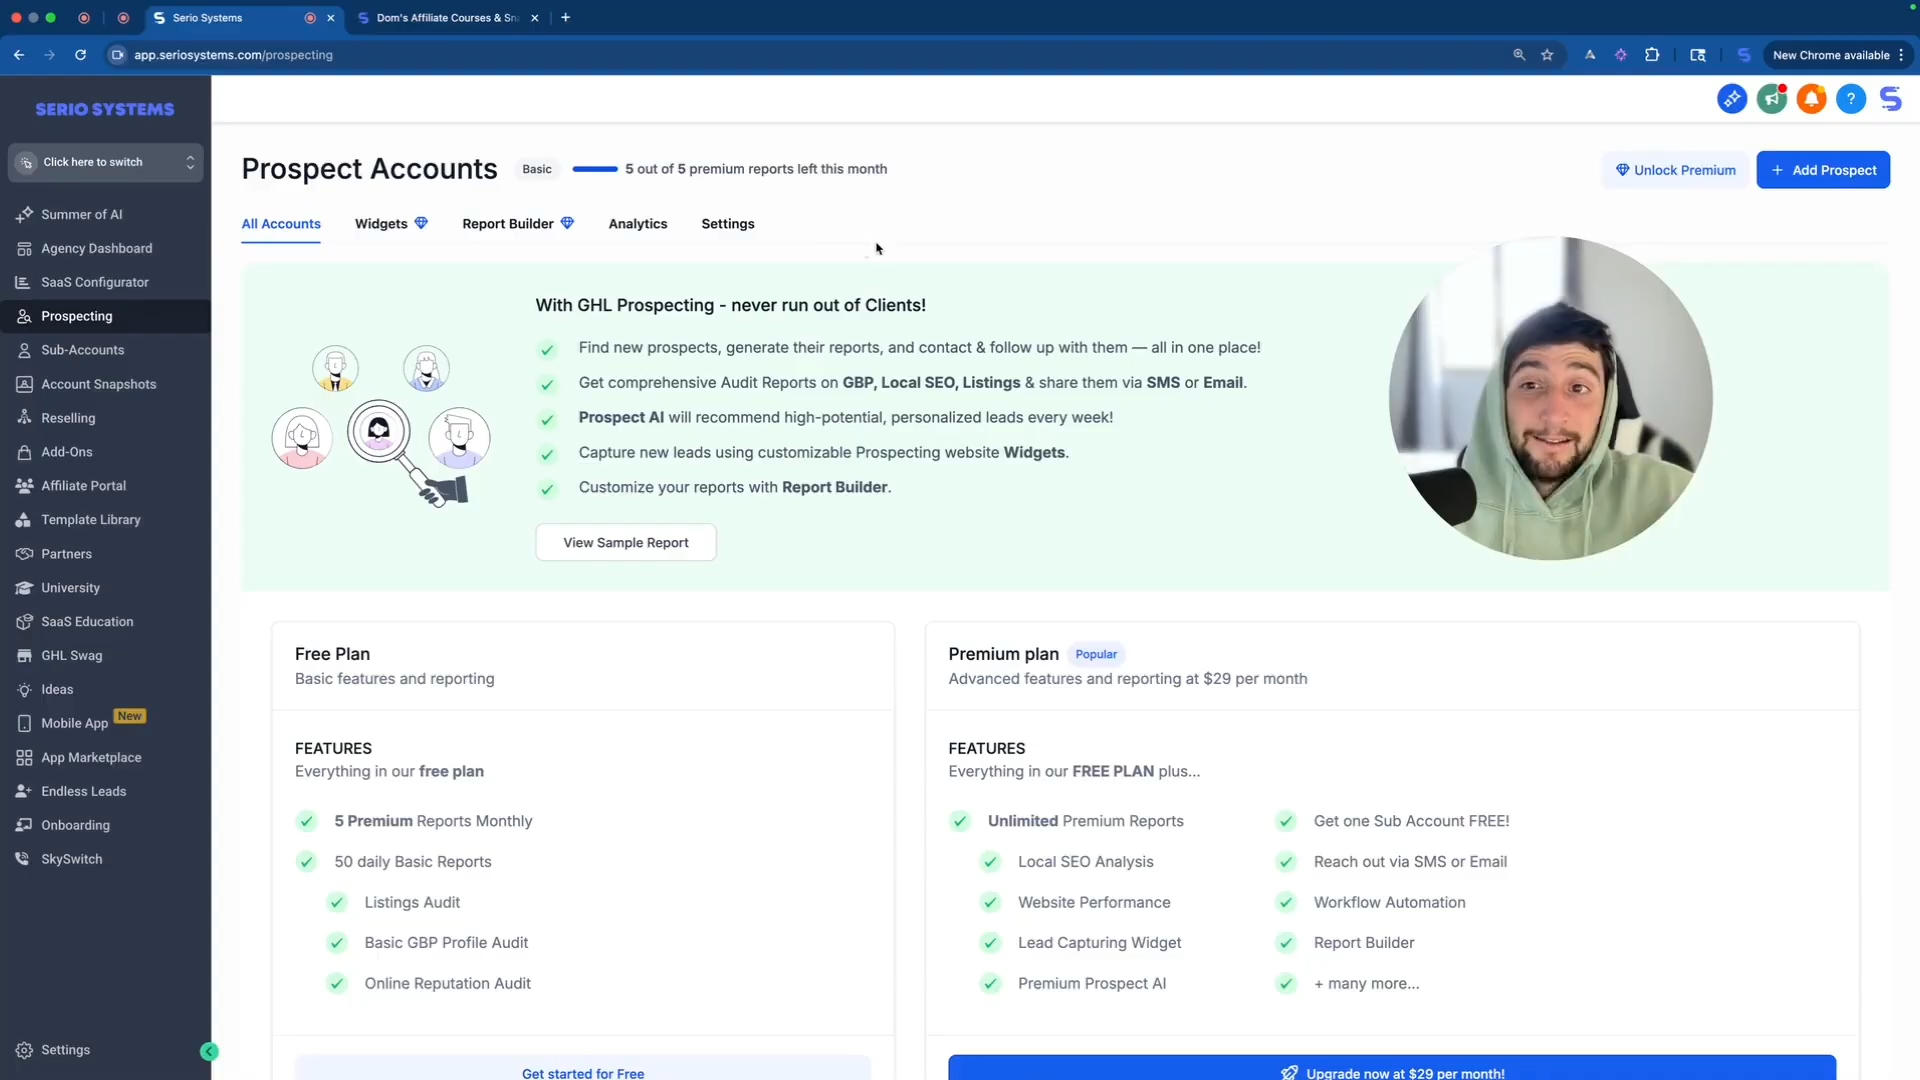 Serio Systems
Dom's Affiliate Courses & Sn
app.seriosystems.com/prospecting
New Chrome available
SERIO SYSTEMS
Click here to switch
Summer of AI
Agency Dashboard
SaaS Configurator
Prospecting
Sub-Accounts
Account Snapshots
Reselling
Add-Ons
Affiliate Portal
Template Library
Partners
University
SaaS Education
GHL Swag
Ideas
Mobile App New
App Marketplace
Endless Leads
Onboarding
SkySwitch
Settings
Prospect Accounts
Basic
5 out of 5 premium reports left this month
Unlock Premium
+ Add Prospect
All Accounts
Widgets
Report Builder
Analytics
Settings
With GHL Prospecting - never run out of Clients!
Find new prospects, generate their reports, and contact & follow up with them — all in one place!
Get comprehensive Audit Reports on GBP, Local SEO, Listings & share them via SMS or Email.
Prospect AI will recommend high-potential, personalized leads every week!
Capture new leads using customizable Prospecting website Widgets.
Customize your reports with Report Builder.
View Sample Report
Free Plan
Basic features and reporting
FEATURES
Everything in our free plan
5 Premium Reports Monthly
50 daily Basic Reports
Listings Audit
Basic GBP Profile Audit
Online Reputation Audit
Get started for Free
Premium plan Popular
Advanced features and reporting at $29 per month
FEATURES
Everything in our FREE PLAN plus...
Unlimited Premium Reports
Local SEO Analysis
Website Performance
Lead Capturing Widget
Premium Prospect AI
Get one Sub Account FREE!
Reach out via SMS or Email
Workflow Automation
Report Builder
+ many more...
Upgrade now at $29 per month!